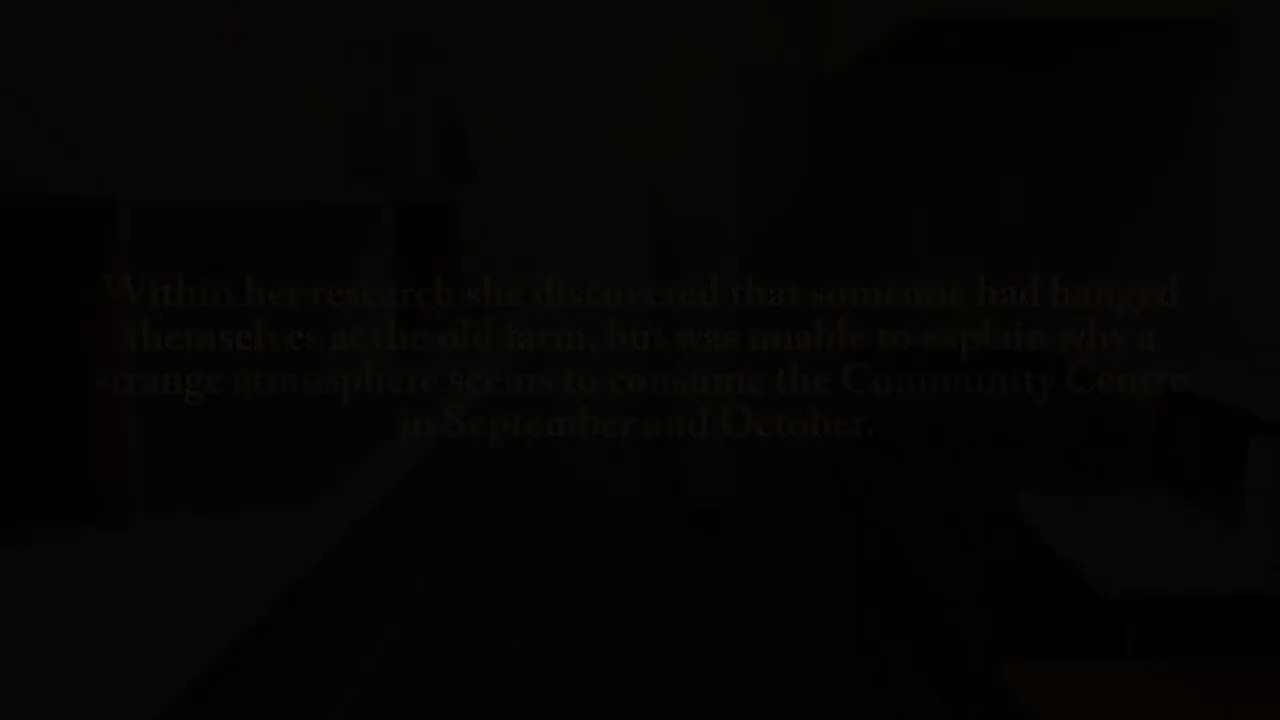 Within her research she discovered that someone had hanged
themselves at the old farm, but was unable to explain why a
strange atmosphere seems to consume the Community Centre
in September and October.